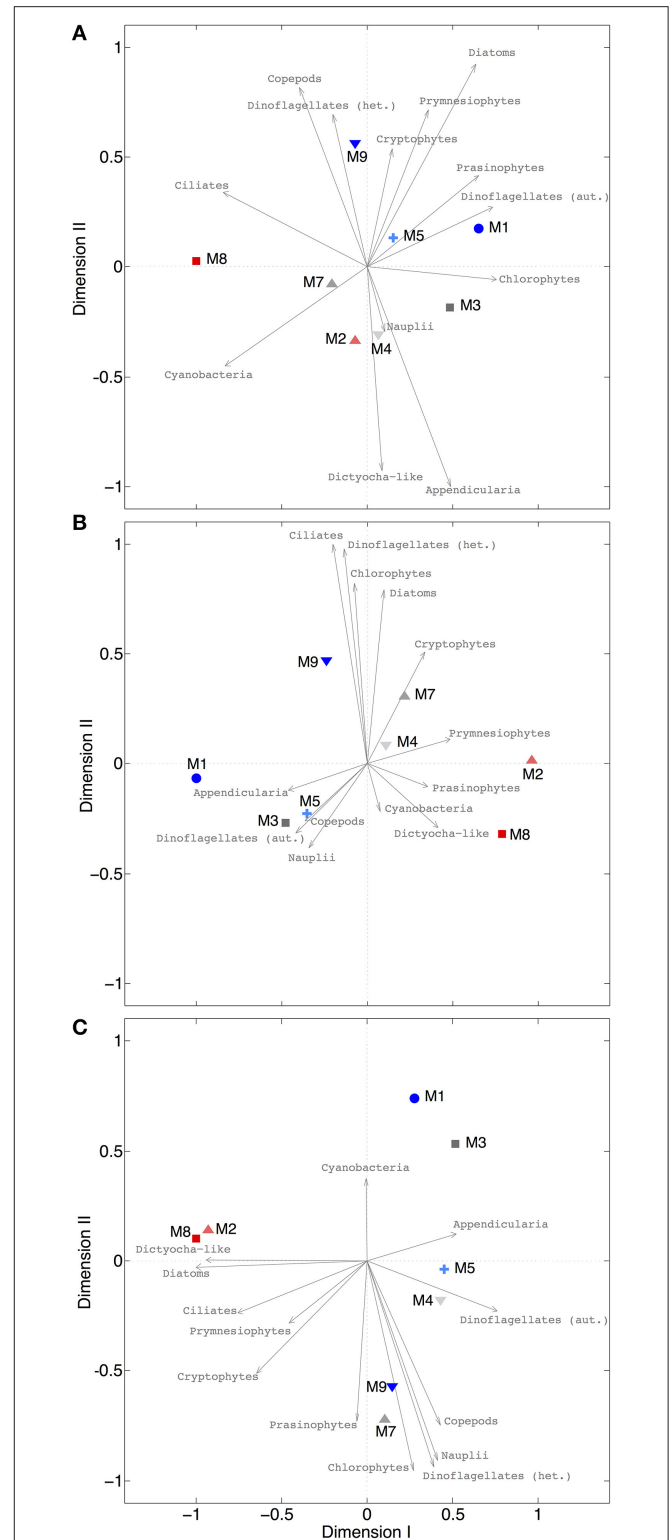 A
1
Diatoms
Copepods
Dinoflagellates (het.)
Prymnesiophytes
0.5
M9
Cryptophytes
Prasinophytes
Ciliates
Dinoflagellates (aut.)
M5
M1
Dimension II
0
M8
M7
Chlorophytes
M3
Nauplii
M2
M4
-0.5
Cyanobacteria
Dictyocha-like
Appendicularia
-1
B
Ciliates
1
Dinoflagellates (het.)
Chlorophytes
Diatoms
0.5
Cryptophytes
M9
M7
M4
Prymnesiophytes
Dimension II
0
M1
M2
Appendicularia
Prasinophytes
M5
Cyanobacteria
M3
Copepods
Dinoflagellates (aut.)
Dictyocha-like
M8
Nauplii
−0.5
−1
C
1
M1
M3
0.5
Cyanobacteria
M8
M2
Appendicularia
Dictyocha-like
Dimension II
0
Diatoms
M5
Ciliates
M4
Dinoflagellates (aut.)
Prymnesiophytes
Cryptophytes
−0.5
M9
Prasinophytes
M7
Copepods
Nauplii
Chlorophytes
Dinoflagellates (het.)
−1
−1
−0.5
0
0.5
1
Dimension I